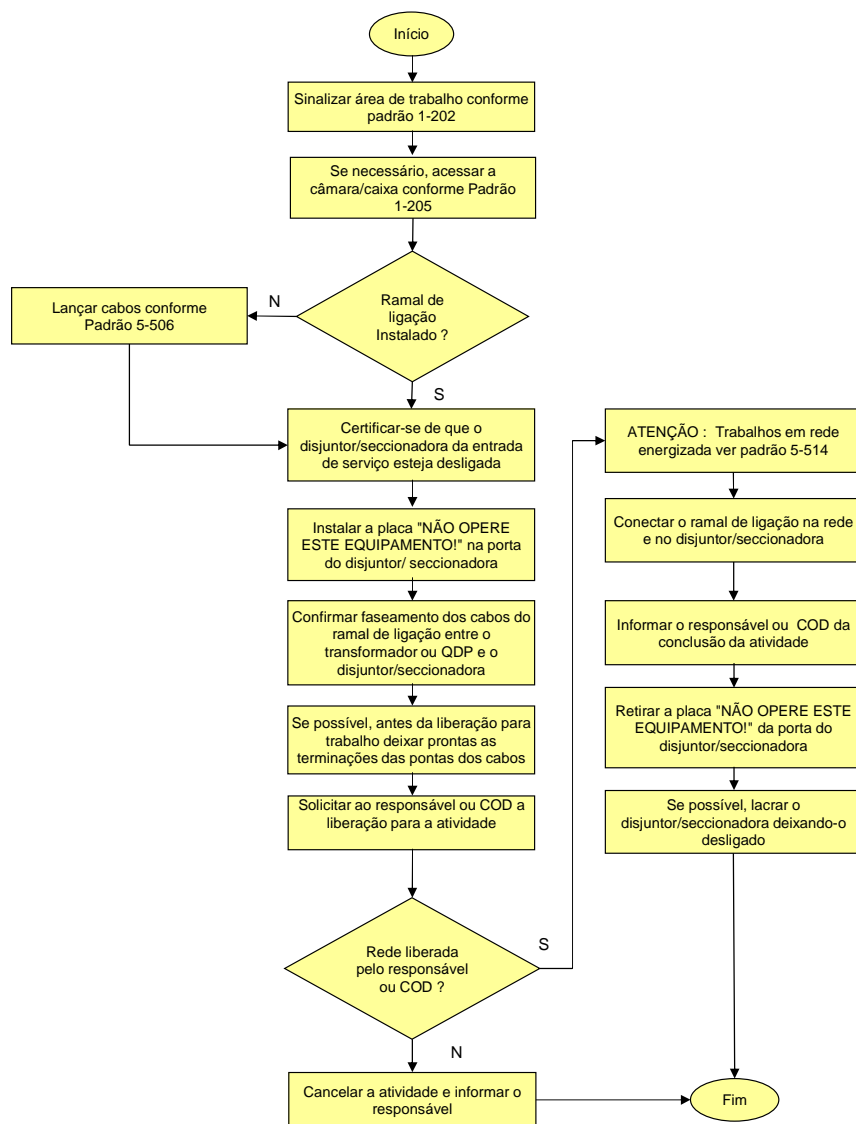 Início
Sinalizar área de trabalho conforme
padrão 1-202
Se necessário, acessar a
câmara/caixa conforme Padrão
1-205
Ramal de
ligação
Instalado ?
N
Lançar cabos conforme
Padrão 5-506
S
Certificar-se de que o
disjuntor/seccionadora da entrada
de serviço esteja desligada
Instalar a placa "NÃO OPERE
ESTE EQUIPAMENTO!" na porta
do disjuntor/ seccionadora
Confirmar faseamento dos cabos do
ramal de ligação entre o
transformador ou QDP e o
disjuntor/seccionadora
Se possível, antes da liberação para
trabalho deixar prontas as
terminações das pontas dos cabos
Solicitar ao responsável ou COD a
liberação para a atividade
Rede liberada
pelo responsável
ou COD ?
S
ATENÇÃO : Trabalhos em rede
energizada ver padrão 5-514
Conectar o ramal de ligação na rede
e no disjuntor/seccionadora
Informar o responsável ou COD da
conclusão da atividade
Retirar a placa "NÃO OPERE ESTE
EQUIPAMENTO!" da porta do
disjuntor/seccionadora
Se possível, lacrar o
disjuntor/seccionadora deixando-o
desligado
N
Cancelar a atividade e informar o
responsável
Fim